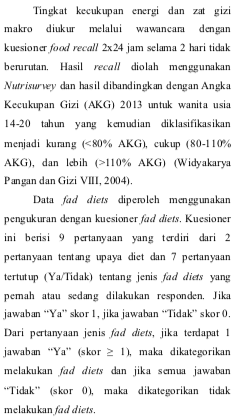 Tingkat kecukupan energi dan zat gizi
makro diukur melalui wawancara dengan
kuesioner food recall 2x24 jam selama 2 hari tidak
berurutan. Hasil recall diolah menggunakan
Nutrisurvey dan hasil dibandingkan dengan Angka
Kecukupan Gizi (AKG) 2013 untuk wanita usia
14-20 tahun yang kemudian diklasifikasikan
menjadi kurang (<80% AKG), cukup (80-110%
AKG), dan lebih (>110% AKG) (Widyakarya
Pangan dan Gizi VIII, 2004).
Data fad diets diperoleh menggunakan
pengukuran dengan kuesioner fad diets. Kuesioner
ini berisi 9 pertanyaan yang terdiri dari 2
pertanyaan tentang upaya diet dan 7 pertanyaan
tertutup (Ya/Tidak) tentang jenis fad diets yang
pernah atau sedang dilakukan responden. Jika
jawaban “Ya” skor 1, jika jawaban “Tidak” skor 0.
Dari pertanyaan jenis fad diets, jika terdapat 1
jawaban “Ya” (skor ≥ 1), maka dikategorikan
melakukan fad diets dan jika semua jawaban
“Tidak” (skor 0), maka dikategorikan tidak
melakukan fad diets.